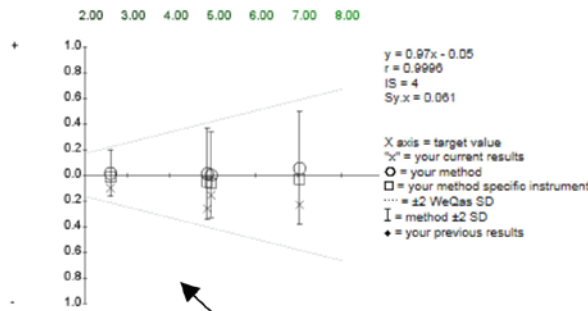 2.00 3.00 4.00 5.00 6.00 7.00 8.00
+
1.0
0.8
0.6
0.4
0.2
0.0
0.2
0.4
0.6
0.8
1.0
-
y = 0.97x - 0.05
r = 0.9996
IS = 4
Sy.x = 0.061
X axis = target value
"x" = your current results
= your method
= your method specific instrument
= ±2 WeQas SD
= method ±2 SD
= your previous results